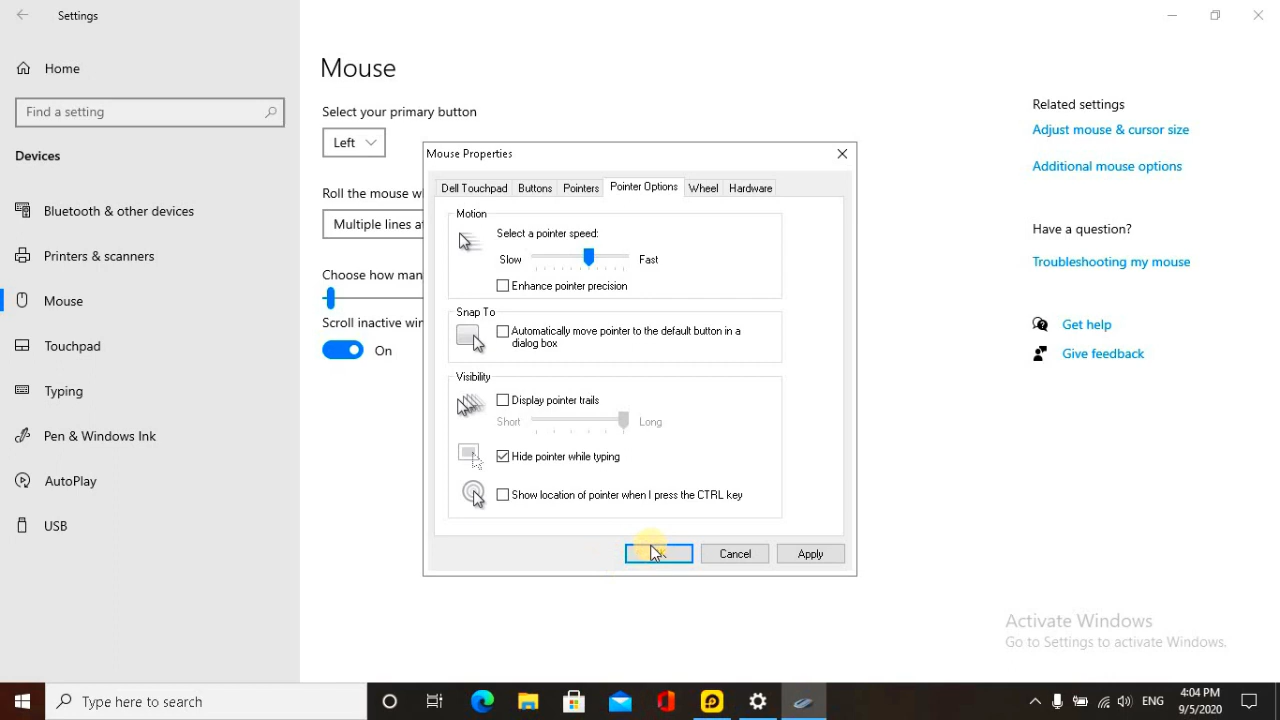 Settings
Home
Find a setting
Devices
Bluetooth & other devices
Printers & scanners
Mouse
Touchpad
Typing
Pen & Windows Ink
AutoPlay
USB
Mouse
Select your primary button
Left
Roll the mouse w
Multiple lines at
Choose how man
Scroll inactive win
On
Mouse Properties
Dell Touchpad Buttons Pointers Pointer Options Wheel Hardware
Motion
Select a pointer speed:
Slow Fast
Enhance pointer precision
Snap To
Automatically move pointer to the default button in a
dialog box
Visibility
Display pointer trails
Short Long
Hide pointer while typing
Show location of pointer when I press the CTRL key
Cancel Apply
Related settings
Adjust mouse & cursor size
Additional mouse options
Have a question?
Troubleshooting my mouse
Get help
Give feedback
Activate Windows
Go to Settings to activate Windows.
Type here to search
ENG
4:04 PM
9/5/2020